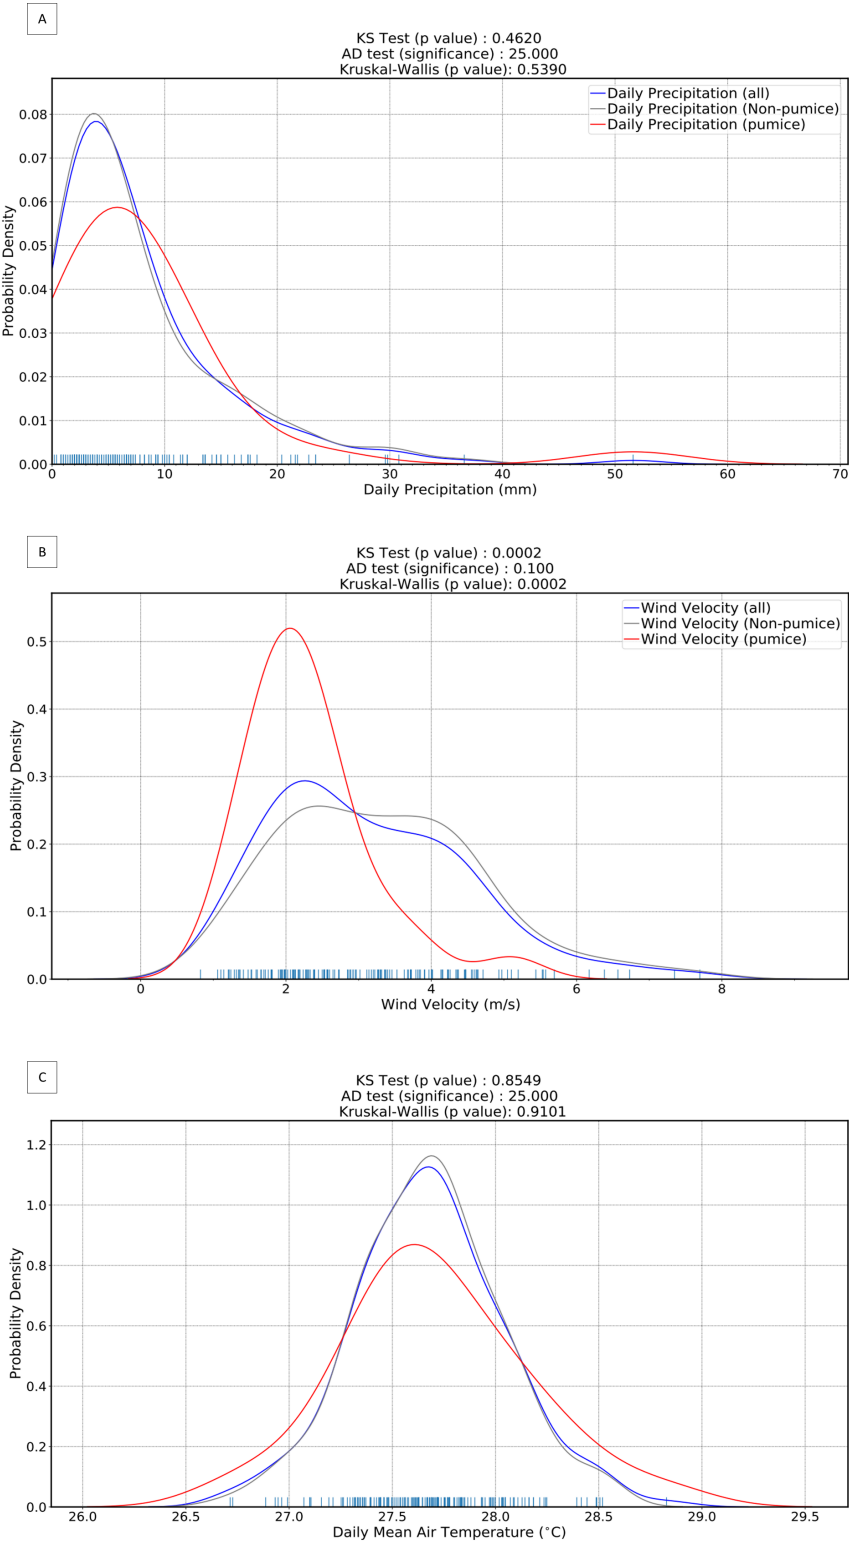 A
KS Test (p value) : 0.4620
AD test (significance) : 25.000
Kruskal-Wallis (p value): 0.5390
Daily Precipitation (all)
Daily Precipitation (Non-pumice)
Daily Precipitation (pumice)
0.08
0.07
0.06
0.05
0.04
0.03
0.02
0.01
0.00
Probability Density
0 10 20 30 40 50 60 70
Daily Precipitation (mm)
B
KS Test (p value) : 0.0002
AD test (significance) : 0.100
Kruskal-Wallis (p value): 0.0002
Wind Velocity (all)
Wind Velocity (Non-pumice)
Wind Velocity (pumice)
0.5
0.4
0.3
0.2
0.1
0.0
Probability Density
0 2 4 6 8
Wind Velocity (m/s)
C
KS Test (p value) : 0.8549
AD test (significance) : 25.000
Kruskal-Wallis (p value): 0.9101
1.2
1.0
0.8
0.6
0.4
0.2
0.0
Probability Density
26.0 26.5 27.0 27.5 28.0 28.5 29.0 29.5
Daily Mean Air Temperature (°C)